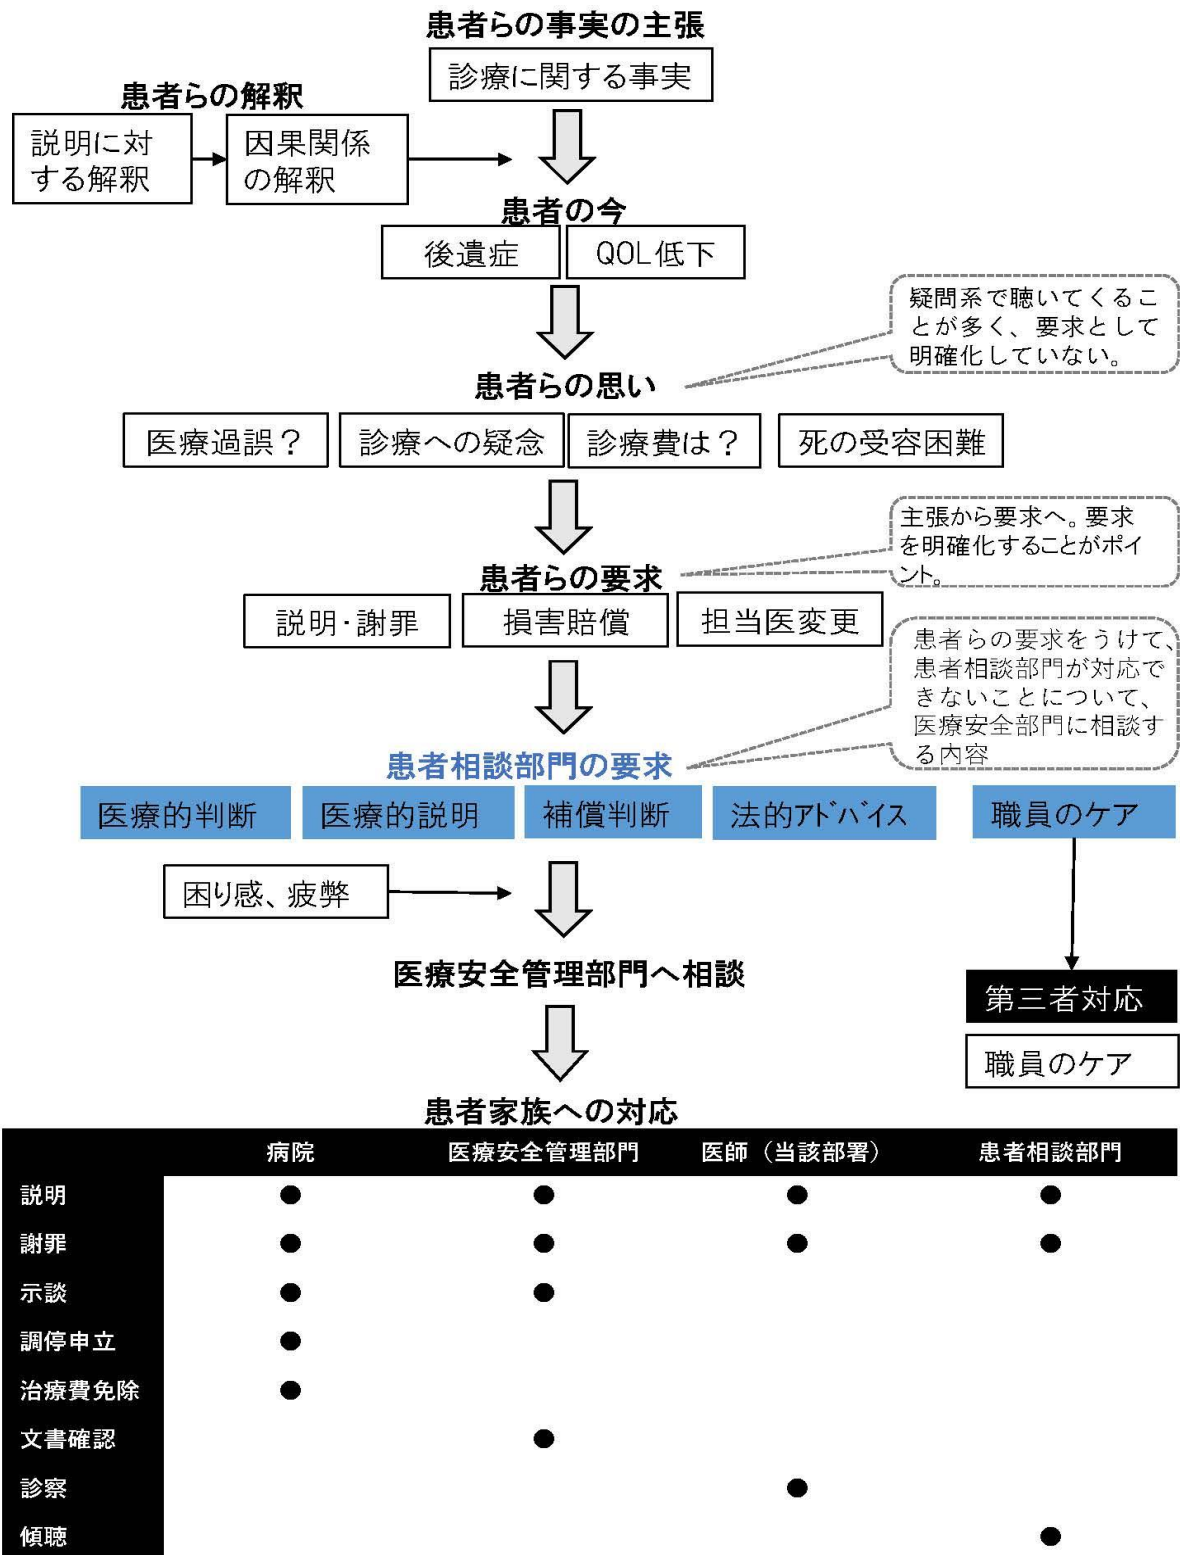 患者らの事実の主張
診療に関する事実
患者らの解釈
説明に対
する解釈
因果関係
の解釈
患者の今
後遺症
QOL低下
疑問系で聴いてくるこ
とが多く、要求として
明確化していない。
患者らの思い
医療過誤？
診療への疑念
診療費は？
死の受容困難
主張から要求へ。要求
を明確化することがポイ
ント。
患者らの要求
説明・謝罪
損害賠償
担当医変更
患者らの要求をうけて、
患者相談部門が対応で
きないことについて、
医療安全部門に相談す
る内容
患者相談部門の要求
医療的判断
医療的説明
補償判断
法的アドバイス
職員のケア
困り感、疲弊
医療安全管理部門へ相談
第三者対応
職員のケア
患者家族への対応
病院 医療安全管理部門 医師（当該部署） 患者相談部門
説明 ● ● ● ●
謝罪 ● ● ● ●
示談 ● ●
調停申立 ●
治療費免除 ●
文書確認 ●
診察 ●
傾聴 ●